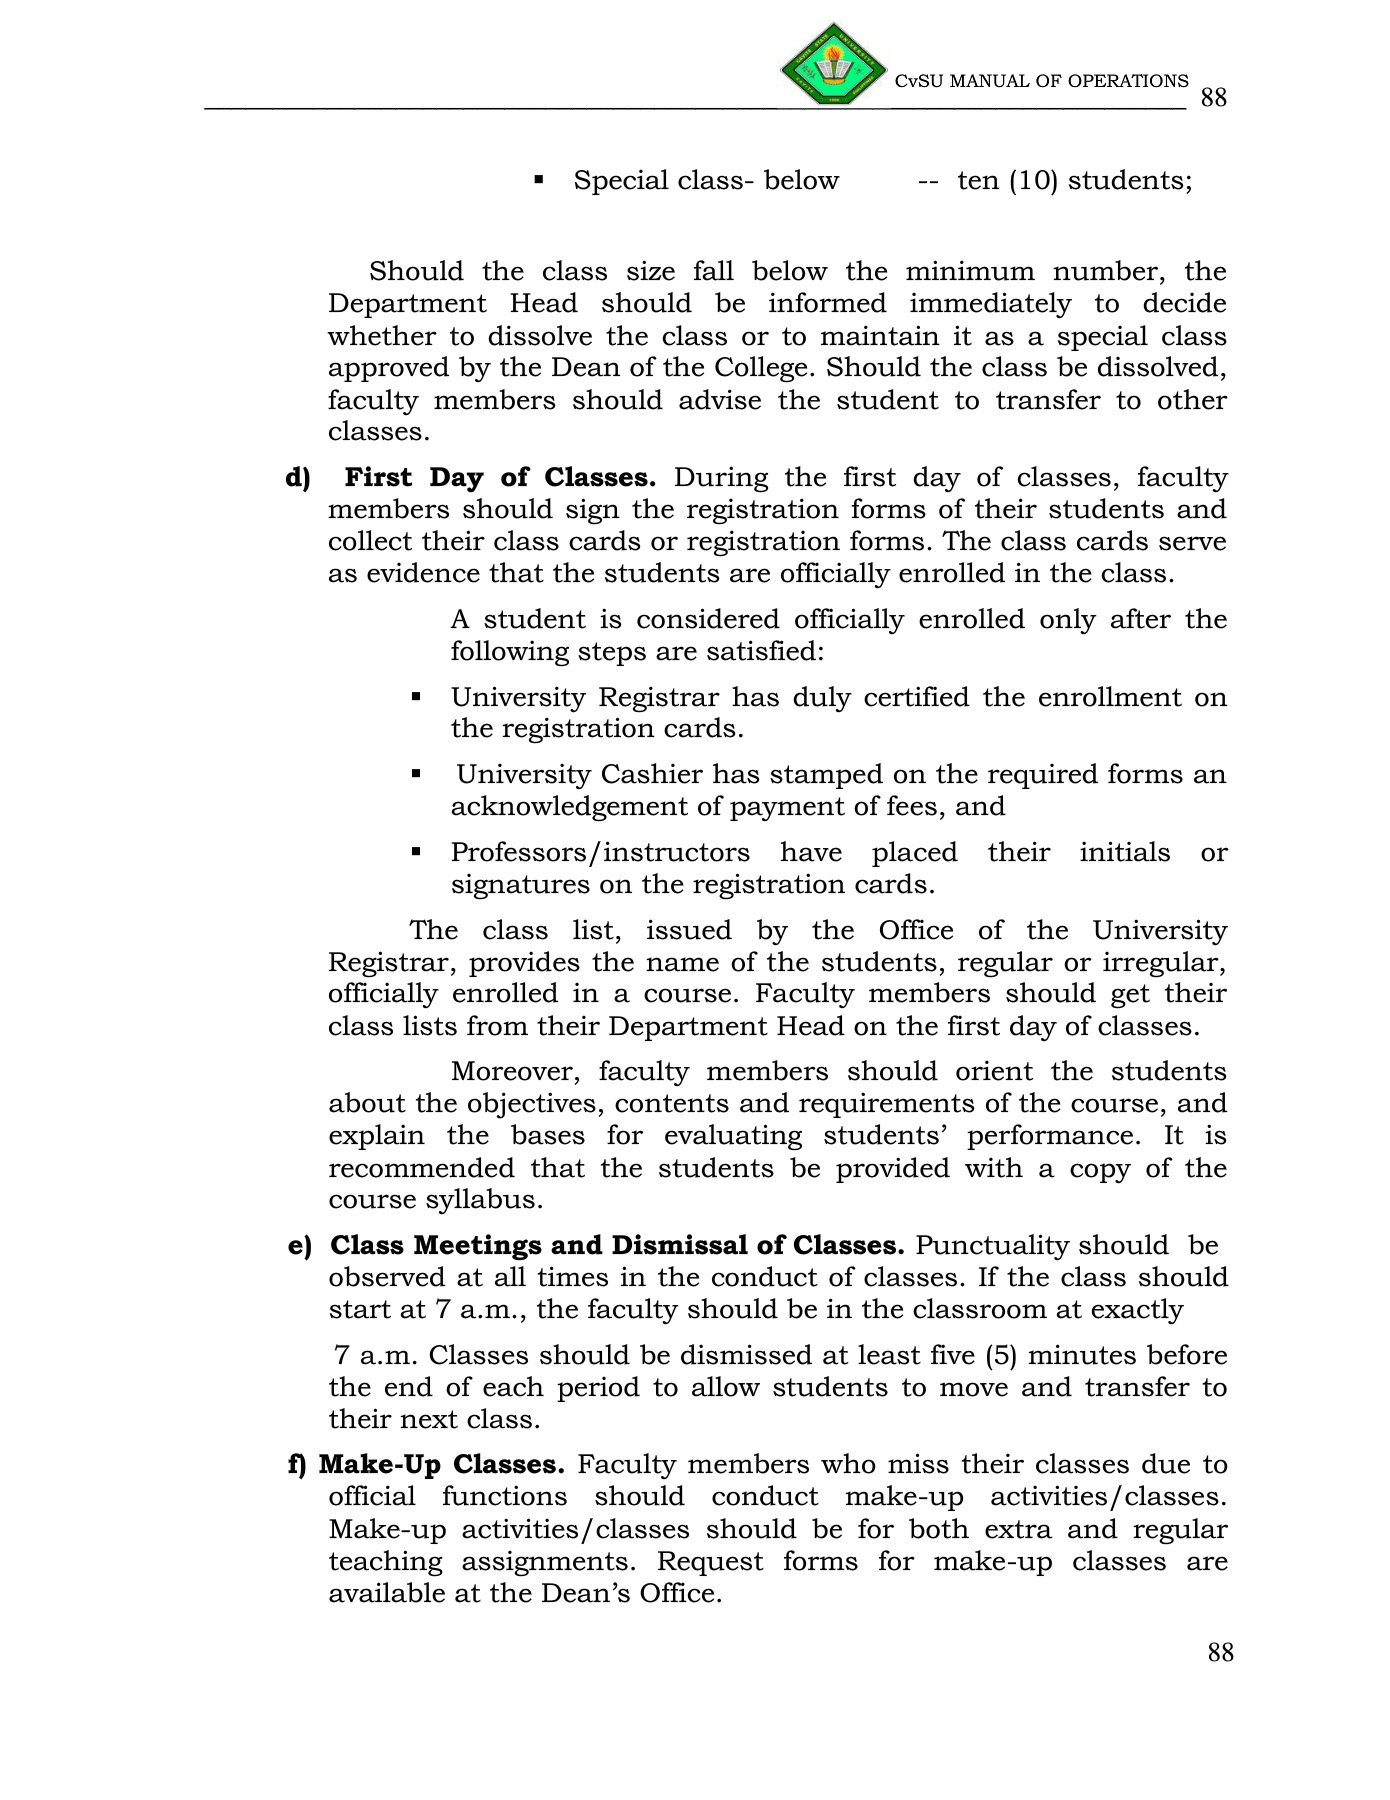 CvSU MANUAL OF OPERATIONS 88
▪ Special class- below -- ten (10) students;
Should the class size fall below the minimum number, the
Department Head should be informed immediately to decide
whether to dissolve the class or to maintain it as a special class
approved by the Dean of the College. Should the class be dissolved,
faculty members should advise the student to transfer to other
classes.
d) First Day of Classes. During the first day of classes, faculty
members should sign the registration forms of their students and
collect their class cards or registration forms. The class cards serve
as evidence that the students are officially enrolled in the class.
A student is considered officially enrolled only after the
following steps are satisfied:
▪ University Registrar has duly certified the enrollment on
the registration cards.
▪ University Cashier has stamped on the required forms an
acknowledgement of payment of fees, and
▪ Professors/instructors have placed their initials or
signatures on the registration cards.
The class list, issued by the Office of the University
Registrar, provides the name of the students, regular or irregular,
officially enrolled in a course. Faculty members should get their
class lists from their Department Head on the first day of classes.
Moreover, faculty members should orient the students
about the objectives, contents and requirements of the course, and
explain the bases for evaluating students’ performance. It is
recommended that the students be provided with a copy of the
course syllabus.
e) Class Meetings and Dismissal of Classes. Punctuality should be
observed at all times in the conduct of classes. If the class should
start at 7 a.m., the faculty should be in the classroom at exactly
7 a.m. Classes should be dismissed at least five (5) minutes before
the end of each period to allow students to move and transfer to
their next class.
f) Make-Up Classes. Faculty members who miss their classes due to
official functions should conduct make-up activities/classes.
Make-up activities/classes should be for both extra and regular
teaching assignments. Request forms for make-up classes are
available at the Dean’s Office.
88